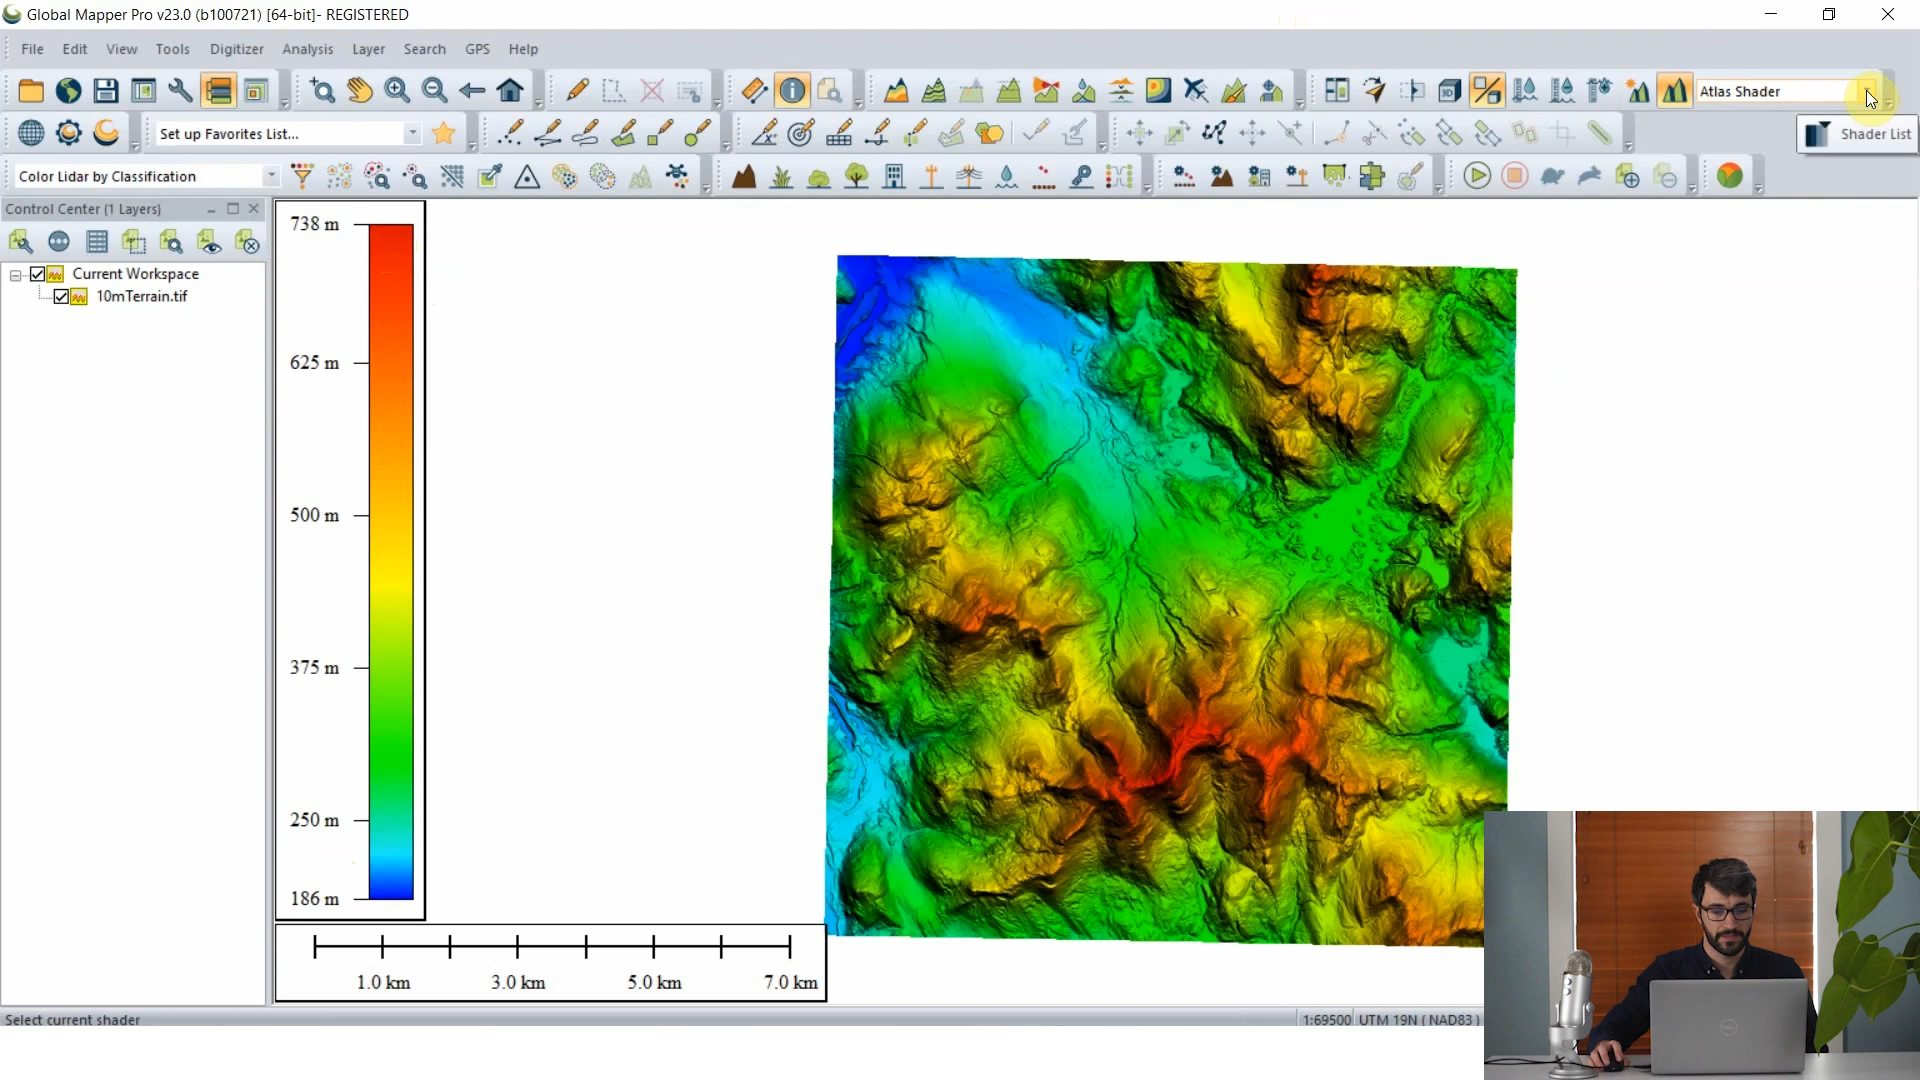 Global Mapper Pro v23.0 (b100721) [64-bit]- REGISTERED
File Edit View Tools Digitizer Analysis Layer Search GPS Help
Atlas Shader
Set up Favorites List...
Shader List
Color Lidar by Classification
Control Center (1 Layers)
Current Workspace
10mTerrain.tif
738 m
625 m
500 m
375 m
250 m
186 m
1.0 km 3.0 km 5.0 km 7.0 km
Select current shader
1:69500 UTM 19N ( NAD83 )
DELL